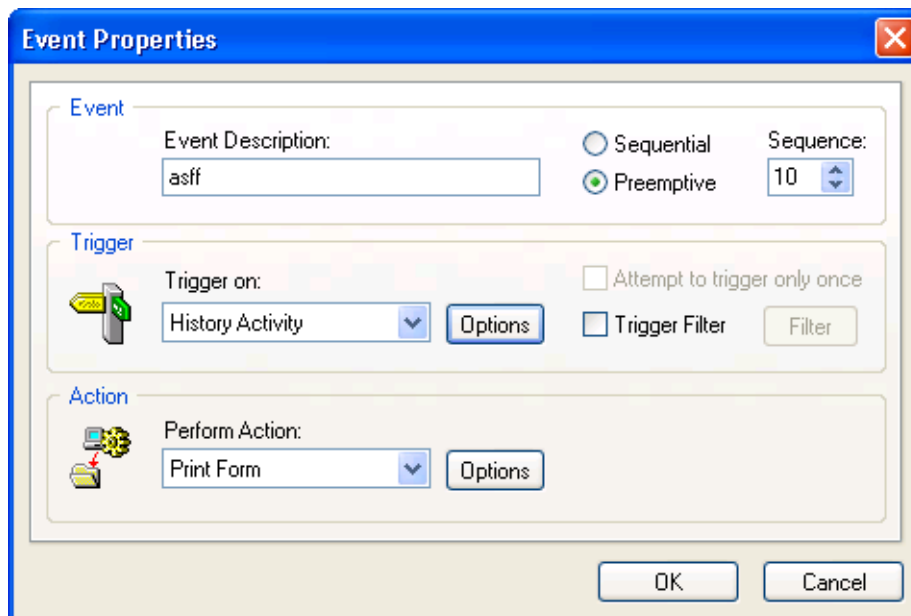 Event Properties
Event
Event Description:
asff
Sequential
Preemptive
Sequence:
10
Trigger
Trigger on:
History Activity
Options
Attempt to trigger only once
Trigger Filter
Filter
Action
Perform Action:
Print Form
Options
OK
Cancel